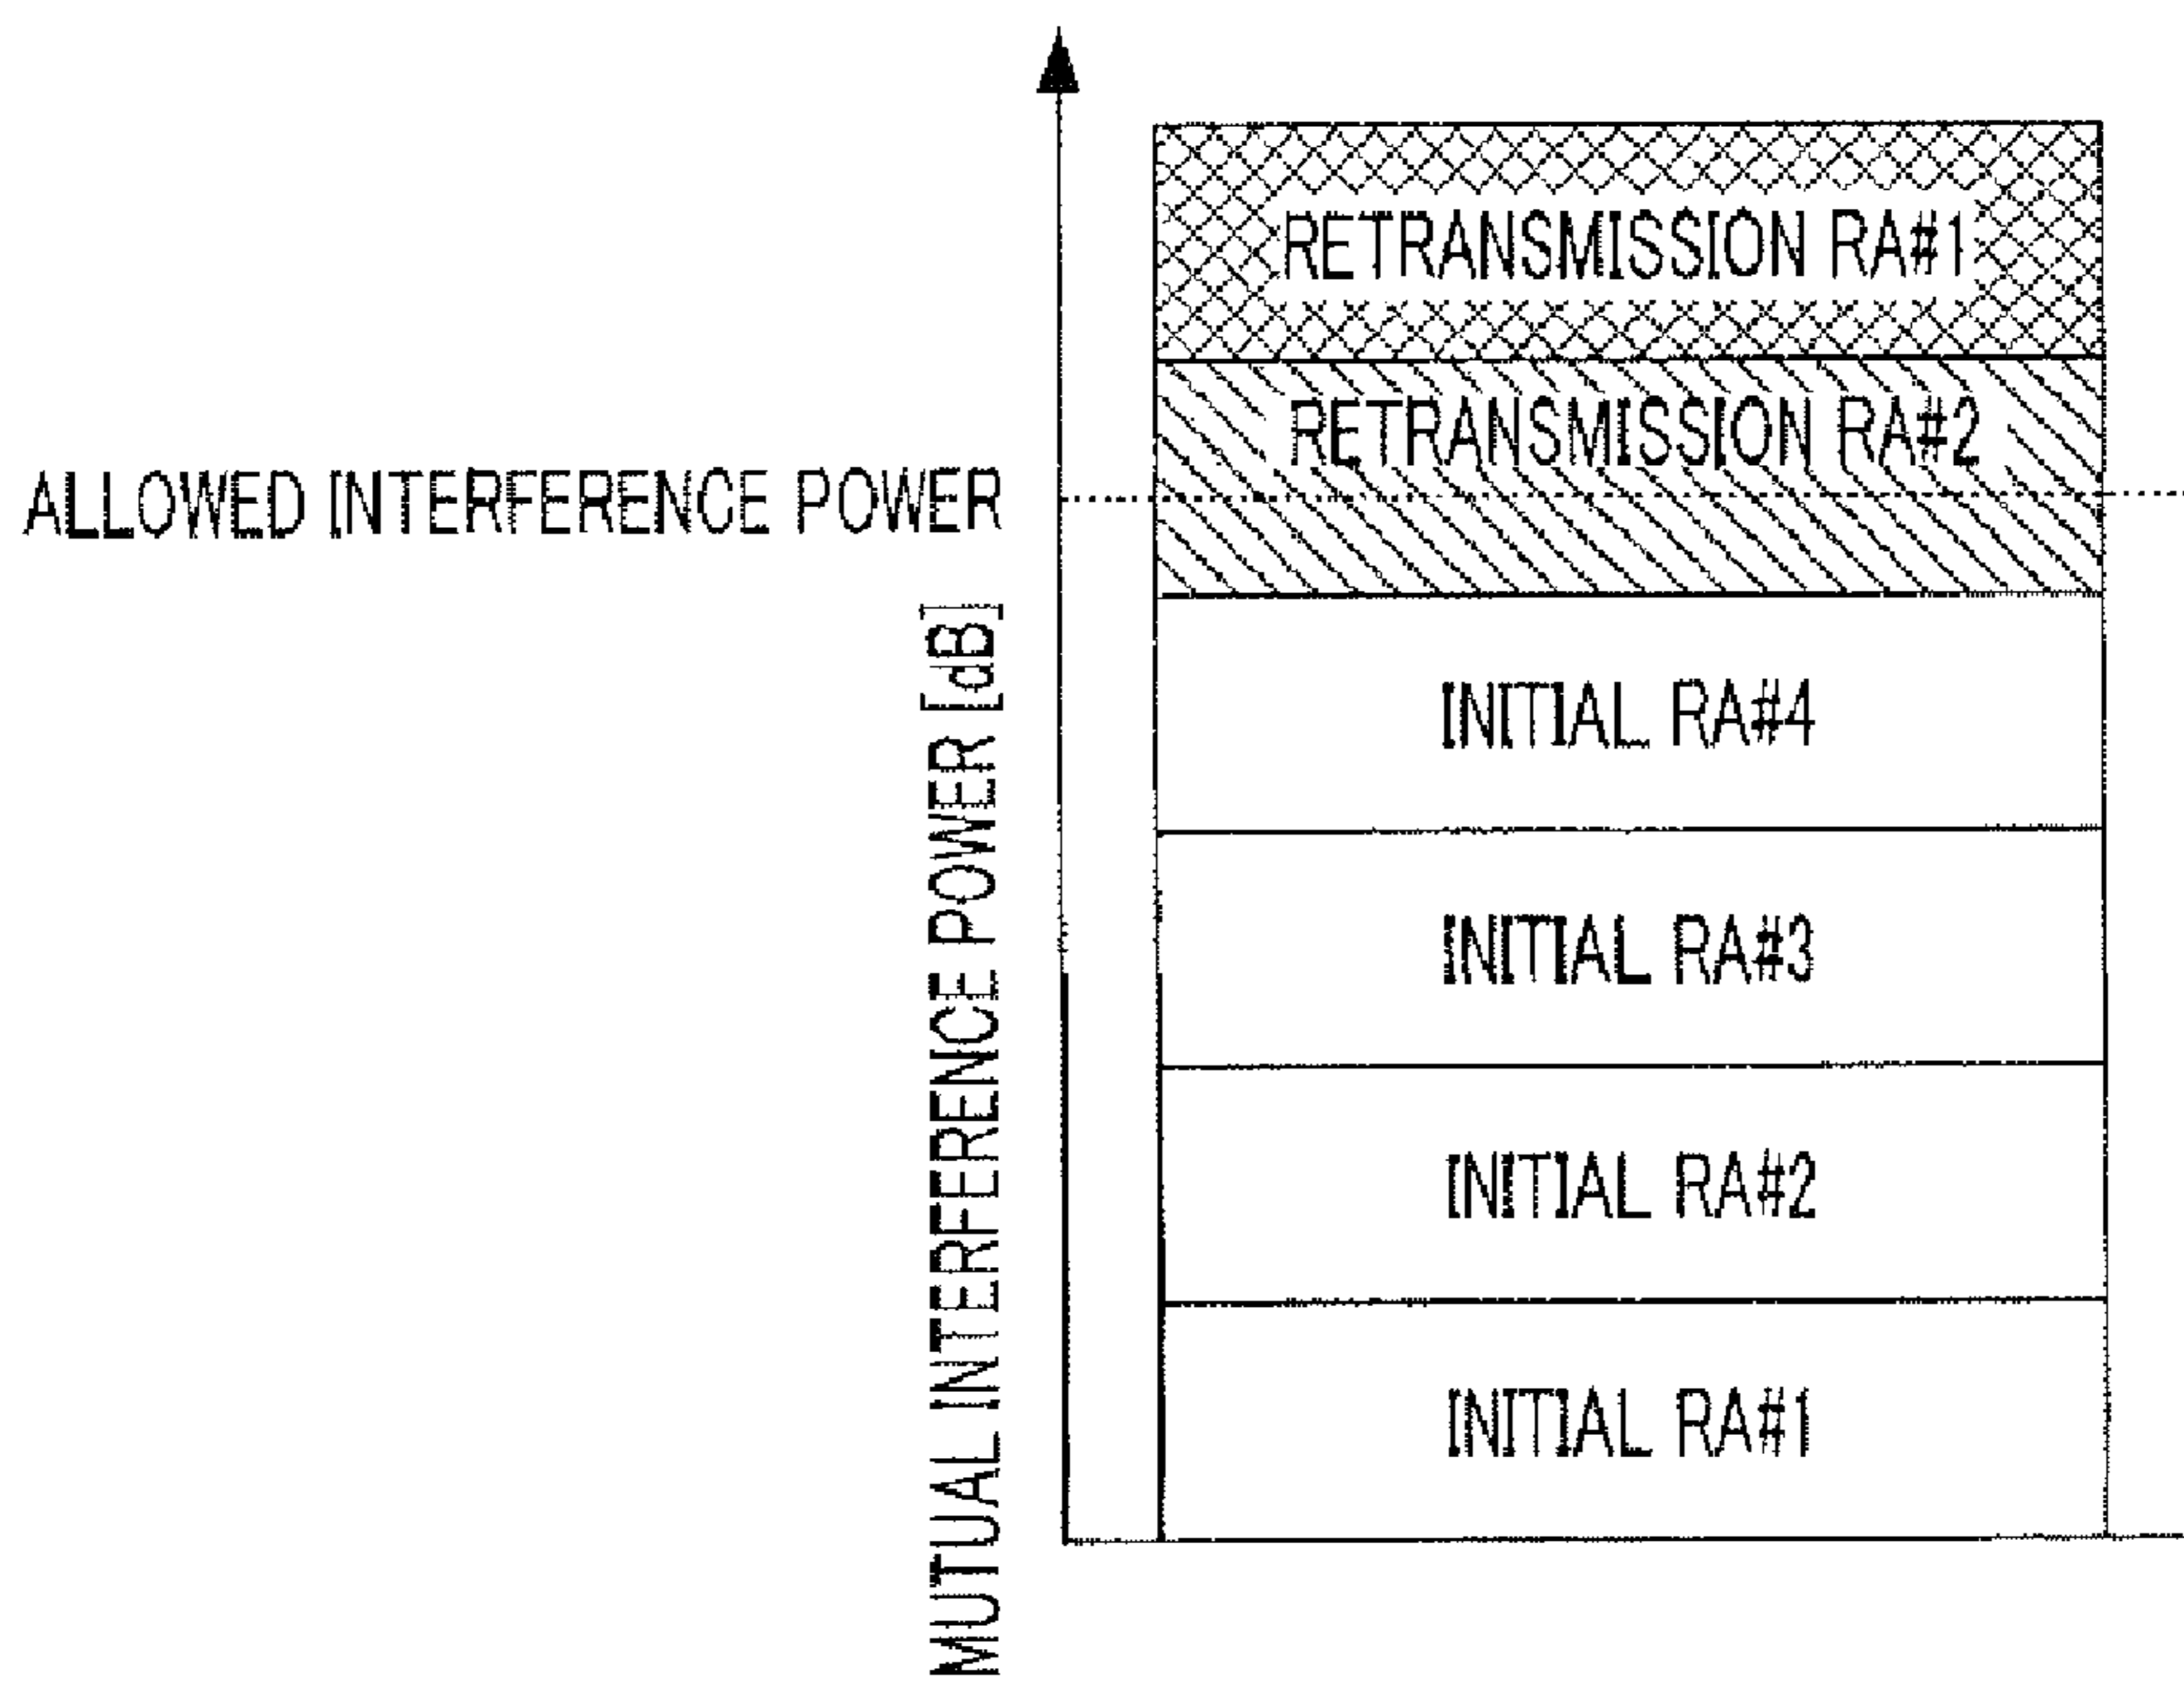 RETRANSMISSION RA#1
RETRANSMISSION RA#2
ALLOWED INTERFERENCE POWER
MUTUAL INTERFERENCE POWER [dB]
INITIAL RA#4
INITIAL RA#3
INITIAL RA#2
INITIAL RA#1